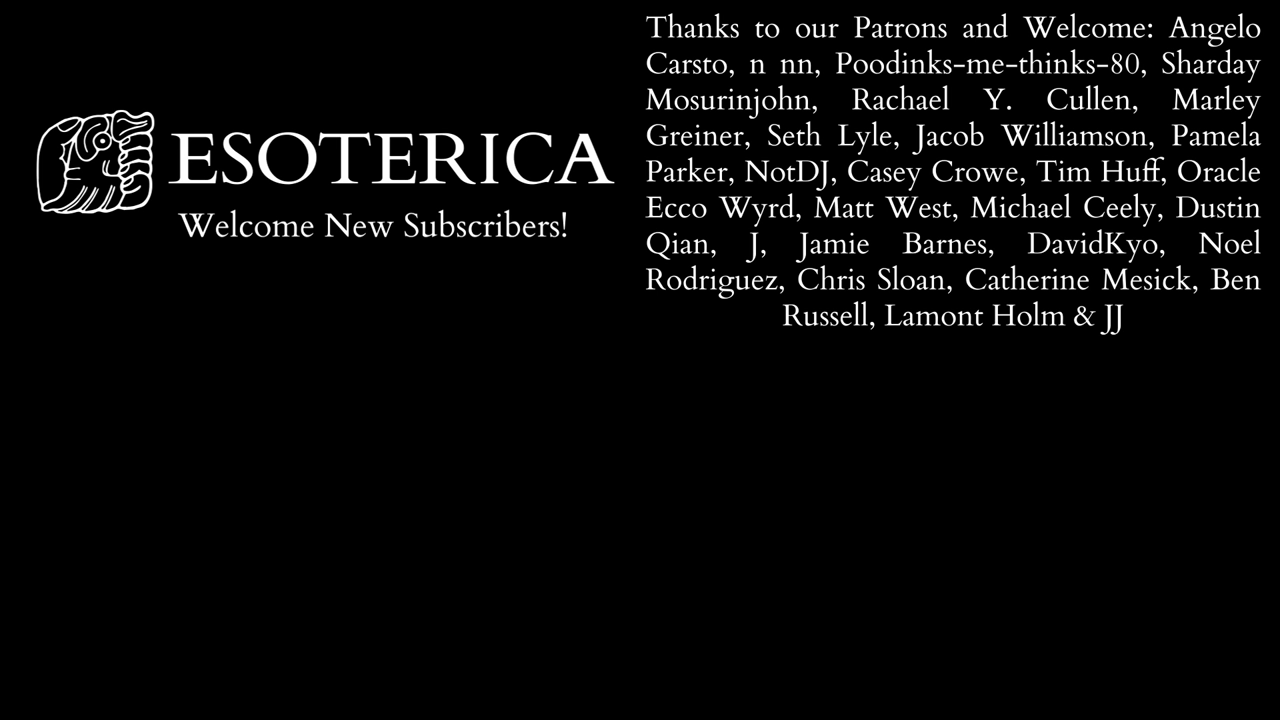 ESOTERICA
Welcome New Subscribers!
Thanks to our Patrons and Welcome: Angelo
Carsto, n nn, Poodinks-me-thinks-80, Sharday
Mosurinjohn, Rachael Y. Cullen, Marley
Greiner, Seth Lyle, Jacob Williamson, Pamela
Parker, NotDJ, Casey Crowe, Tim Huff, Oracle
Ecco Wyrd, Matt West, Michael Ceely, Dustin
Qian, J, Jamie Barnes, DavidKyo, Noel
Rodriguez, Chris Sloan, Catherine Mesick, Ben
Russell, Lamont Holm & JJ